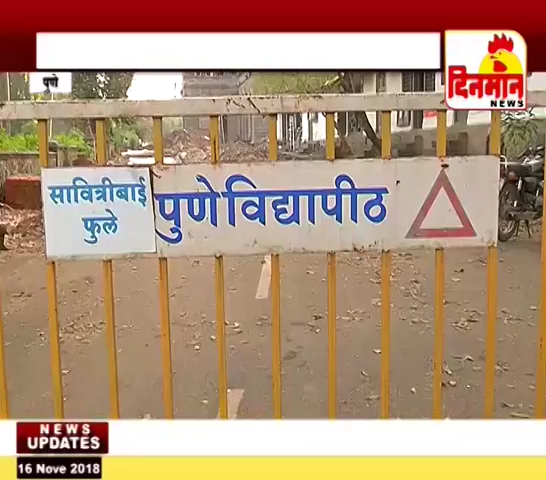 पुणे
दिनमान
NEWS
सावित्रीबाई
फुले
पुणे विद्यापीठ
NEWS
UPDATES
16 Nove 2018